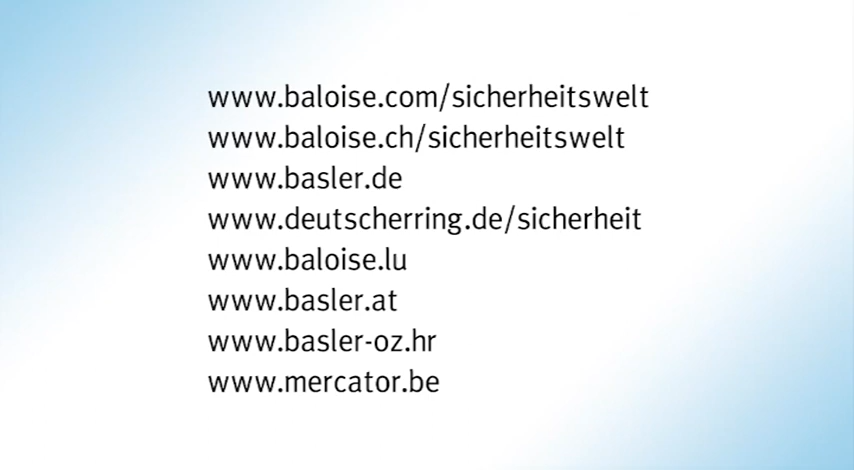 www.baloise.com/sicherheitswelt
www.baloise.ch/sicherheitswelt
www.basler.de
www.deutscherring.de/sicherheit
www.baloise.lu
www.basler.at
www.basler-oz.hr
www.mercator.be